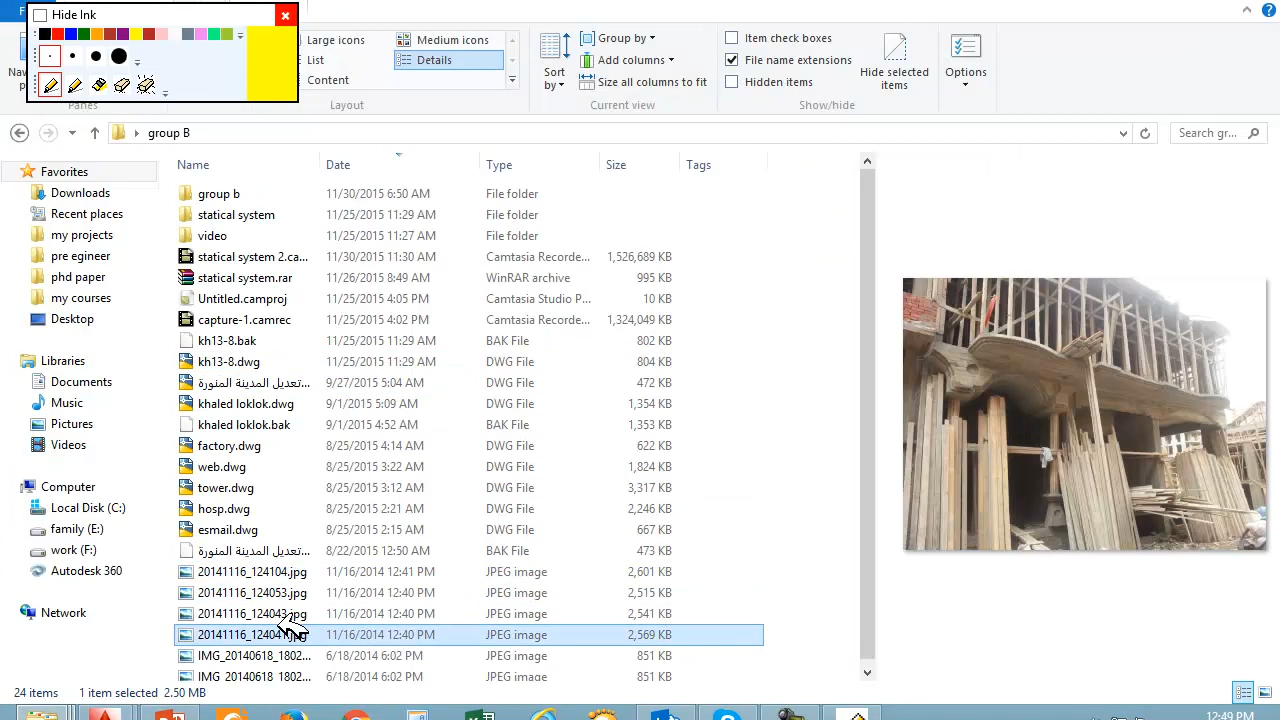 F
Hide Ink
Large icons
Medium icons
Group by
Item check boxes
List
Details
Add columns
File name extensions
Nav
Content
Size all columns to fit
Hidden items
Sort by
Hide selected items
Options
Panes
Layout
Current view
Show/hide
group B
Search gr...
Favorites
Downloads
Recent places
my projects
pre egineer
phd paper
my courses
Desktop
Libraries
Documents
Music
Pictures
Videos
Computer
Local Disk (C:)
family (E:)
work (F:)
Autodesk 360
Network
Name Date Type Size Tags
group b 11/30/2015 6:50 AM File folder
statical system 11/25/2015 11:29 AM File folder
video 11/25/2015 11:27 AM File folder
statical system 2.ca... 11/30/2015 11:30 AM Camtasia Recorde... 1,526,689 KB
statical system.rar 11/26/2015 8:49 AM WinRAR archive 995 KB
Untitled.camproj 11/25/2015 4:05 PM Camtasia Studio P... 10 KB
capture-1.camrec 11/25/2015 4:02 PM Camtasia Recorde... 1,324,049 KB
kh13-8.bak 11/25/2015 11:29 AM BAK File 802 KB
kh13-8.dwg 11/25/2015 11:29 AM DWG File 804 KB
تعديل المدينة المنورة... 9/27/2015 5:04 AM DWG File 472 KB
khaled loklok.dwg 9/1/2015 5:09 AM DWG File 1,354 KB
khaled loklok.bak 9/1/2015 4:52 AM BAK File 1,353 KB
factory.dwg 8/25/2015 4:14 AM DWG File 622 KB
web.dwg 8/25/2015 3:22 AM DWG File 1,824 KB
tower.dwg 8/25/2015 3:12 AM DWG File 3,317 KB
hosp.dwg 8/25/2015 2:21 AM DWG File 2,246 KB
esmail.dwg 8/25/2015 2:15 AM DWG File 667 KB
تعديل المدينة المنورة... 8/22/2015 12:50 AM BAK File 473 KB
20141116_124104.jpg 11/16/2014 12:41 PM JPEG image 2,601 KB
20141116_124053.jpg 11/16/2014 12:40 PM JPEG image 2,515 KB
20141116_124043.jpg 11/16/2014 12:40 PM JPEG image 2,541 KB
20141116_124041.jpg 11/16/2014 12:40 PM JPEG image 2,569 KB
IMG_20140618_1802... 6/18/2014 6:02 PM JPEG image 851 KB
IMG_20140618_1802... 6/18/2014 6:02 PM JPEG image 851 KB
24 items 1 item selected 2.50 MB
12:49 PM